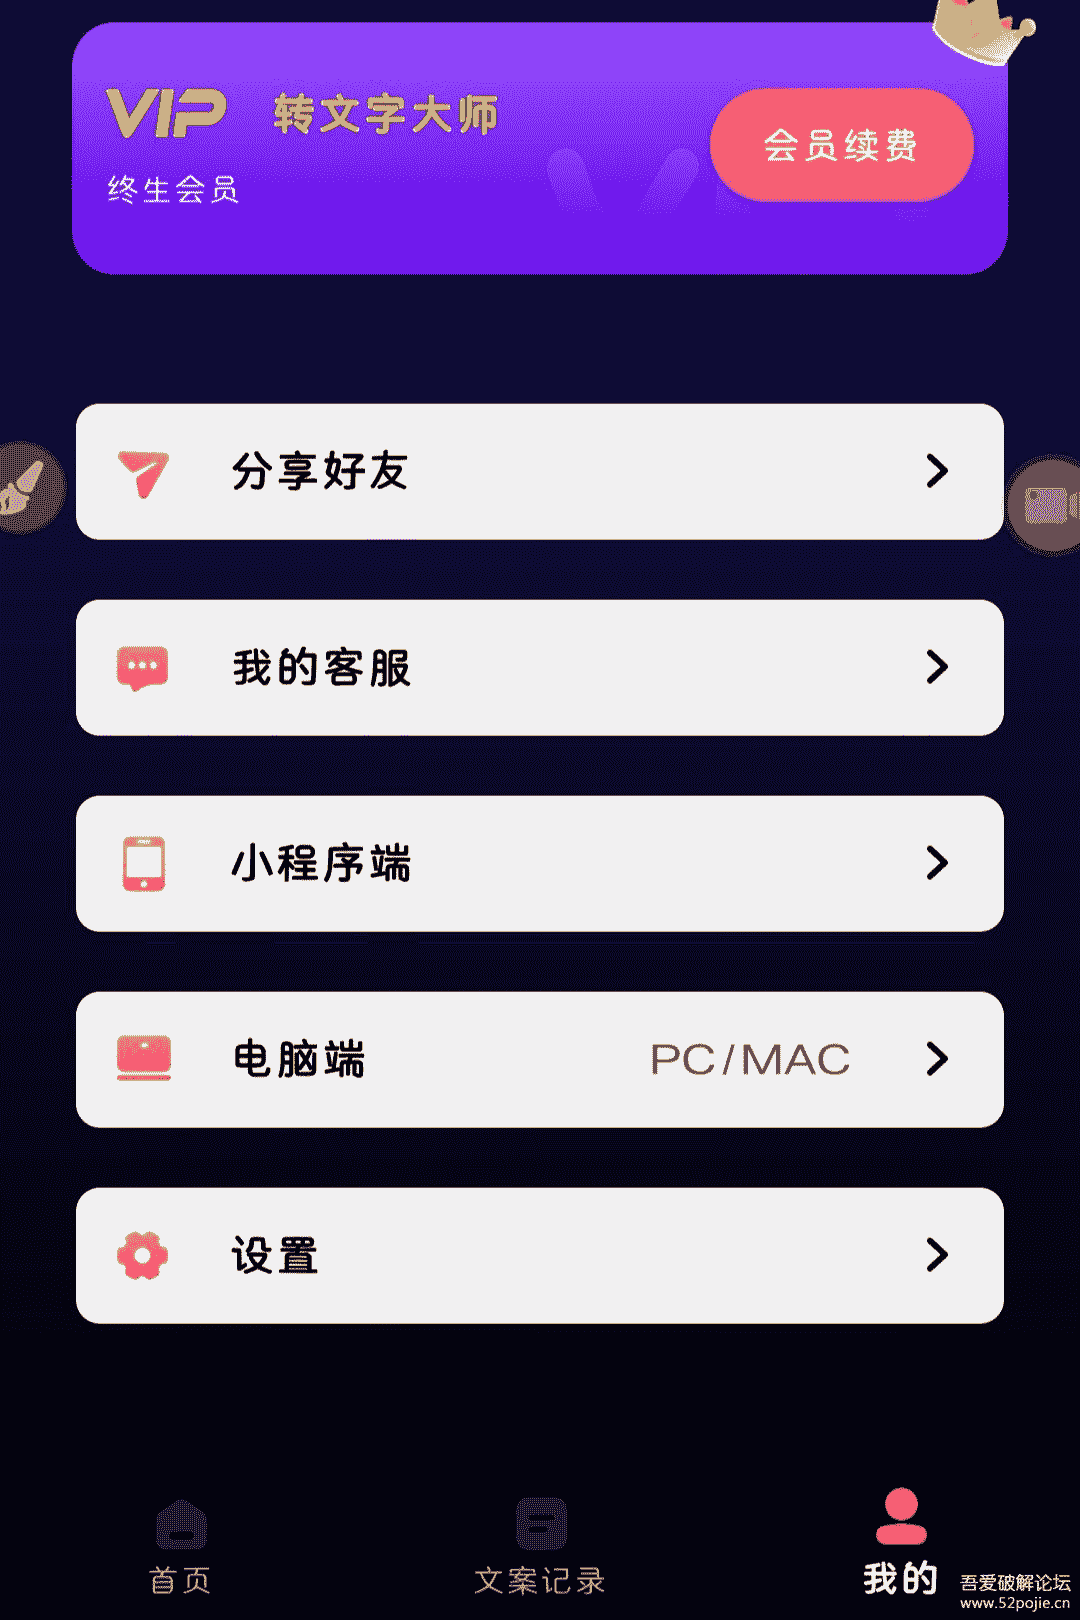 VIP 转文字大师
终生会员
会员续费
分享好友
我的客服
小程序端
电脑端 PC/MAC
设置
首页 文案记录 我的
吾爱破解论坛
www.52pojie.cn